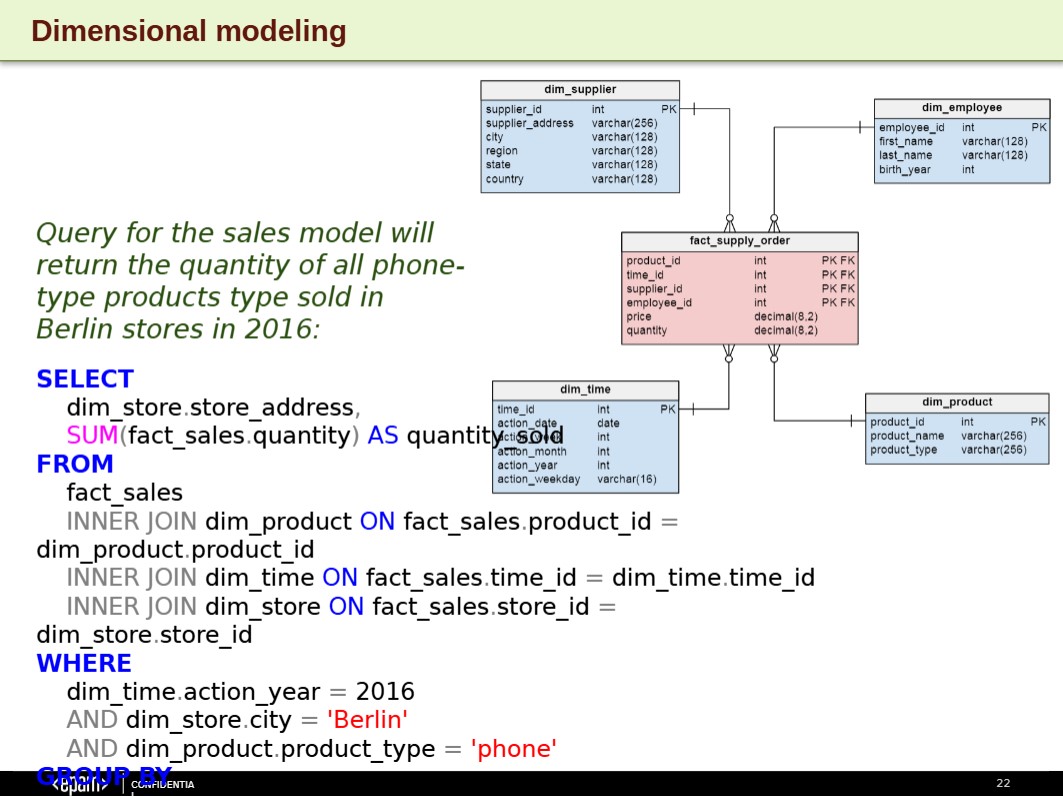 Dimensional modeling
dim_supplier
supplier_id int PK
supplier_address varchar(256)
city varchar(128)
region varchar(128)
state varchar(128)
country varchar(128)
dim_employee
employee_id int PK
first_name varchar(128)
last_name varchar(128)
birth_year int
fact_supply_order
product_id int PK FK
time_id int PK FK
supplier_id int PK FK
employee_id int PK FK
price decimal(8,2)
quantity decimal(8,2)
dim_time
time_id int PK
action_date date
action_week int
action_month int
action_year int
action_weekday varchar(16)
dim_product
product_id int PK
product_name varchar(256)
product_type varchar(256)
Query for the sales model will
return the quantity of all phone-
type products type sold in
Berlin stores in 2016:
SELECT
dim_store.store_address,
SUM(fact_sales.quantity) AS quantity_sold
FROM
fact_sales
INNER JOIN dim_product ON fact_sales.product_id =
dim_product.product_id
INNER JOIN dim_time ON fact_sales.time_id = dim_time.time_id
INNER JOIN dim_store ON fact_sales.store_id =
dim_store.store_id
WHERE
dim_time.action_year = 2016
AND dim_store.city = 'Berlin'
AND dim_product.product_type = 'phone'
GROUP BY
<epam> CONFIDENTIA
22